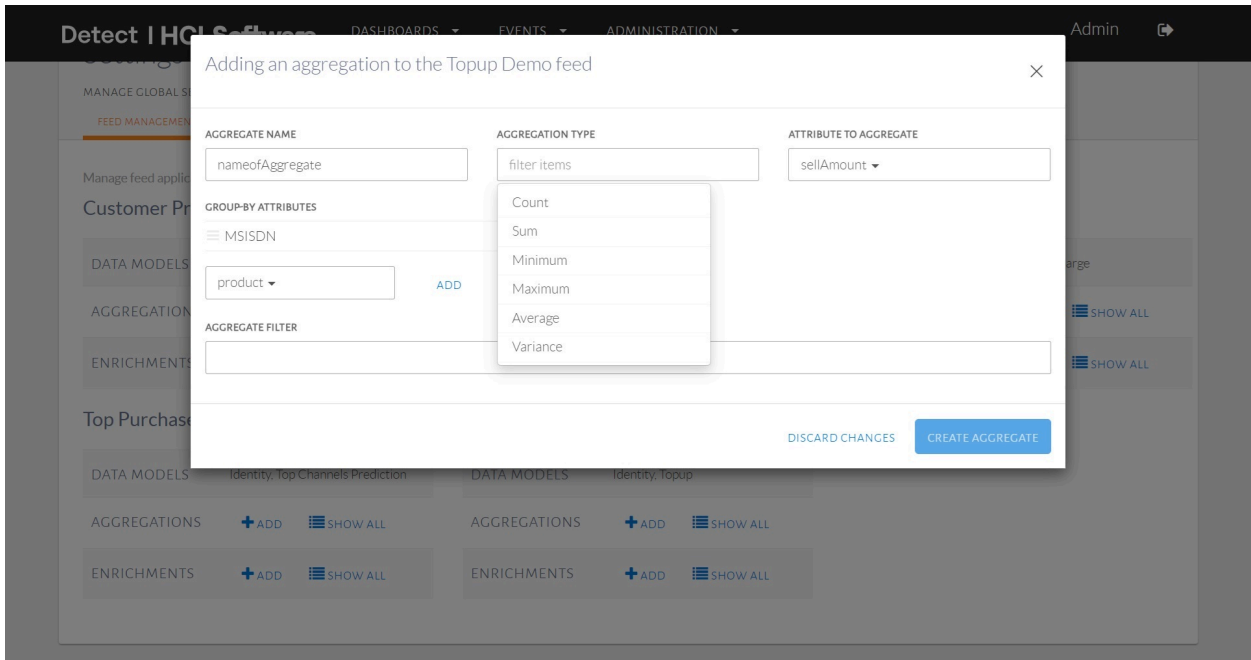 Detect | HCL Software DASHBOARDS EVENTS ADMINISTRATION Admin
Adding an aggregation to the Topup Demo feed
MANAGE GLOBAL
FEED MANAGEMEN
AGGREGATE NAME AGGREGATION TYPE ATTRIBUTE TO AGGREGATE
nameofAggregate filter items sellAmount
Manage feed applic
Customer Pr
GROUP-BY ATTRIBUTES
MSISDN
Count
Sum
Minimum
Maximum
Average
Variance
product ADD
AGGREGATE FILTER
DATA MODELS arge
AGGREGATION SHOW ALL
ENRICHMENTS SHOW ALL
DISCARD CHANGES CREATE AGGREGATE
Top Purchase
DATA MODELS Identity, Top Channels Prediction DATA MODELS Identity, Topup
AGGREGATIONS ADD SHOW ALL AGGREGATIONS ADD SHOW ALL
ENRICHMENTS ADD SHOW ALL ENRICHMENTS ADD SHOW ALL